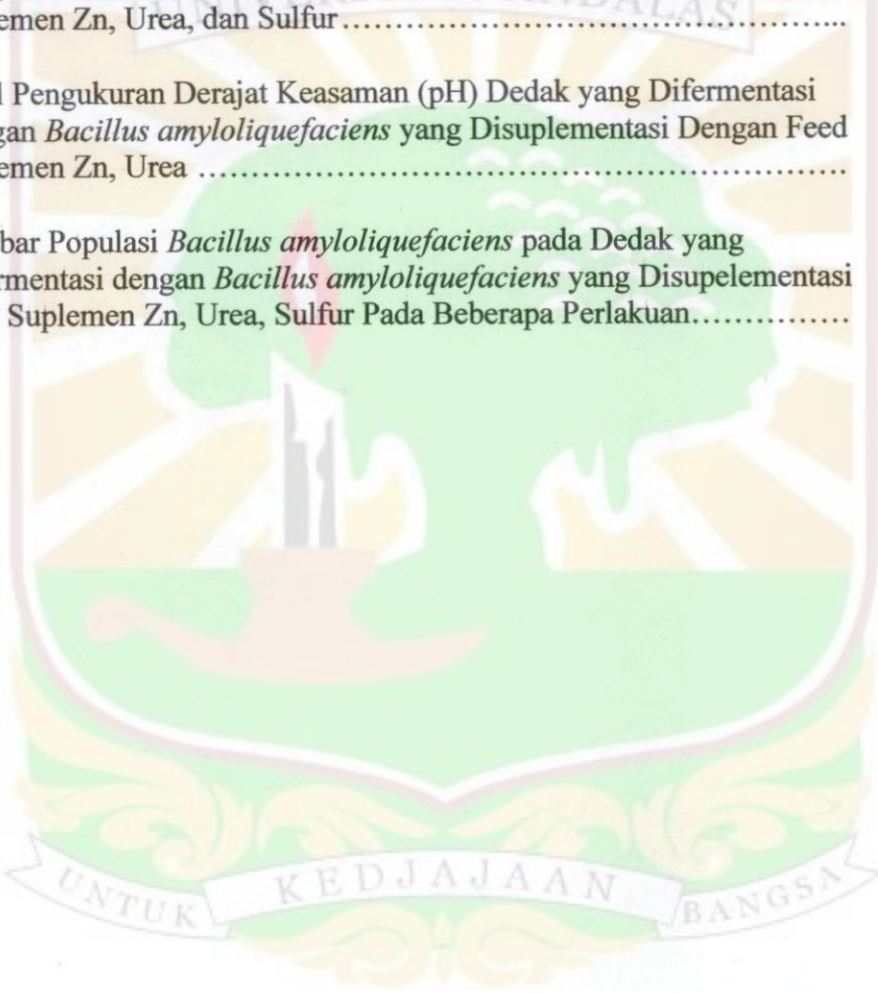 emen Zn, Urea, dan Sulfur……………………………………………...
l Pengukuran Derajat Keasaman (pH) Dedak yang Difermentasi
gan Bacillus amyloliquefaciens yang Disuplementasi Dengan Feed
emen Zn, Urea ……………………………………………………………
bar Populasi Bacillus amyloliquefaciens pada Dedak yang
rmentasi dengan Bacillus amyloliquefaciens yang Disupelementasi
Suplemen Zn, Urea, Sulfur Pada Beberapa Perlakuan……………
UNTUK KEDJAJAAN BANGSA